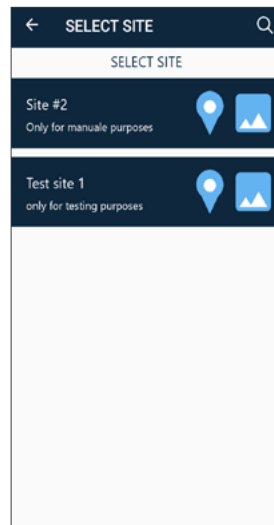 SELECT SITE
SELECT SITE
Site #2
Only for manuale purposes
Test site 1
only for testing purposes